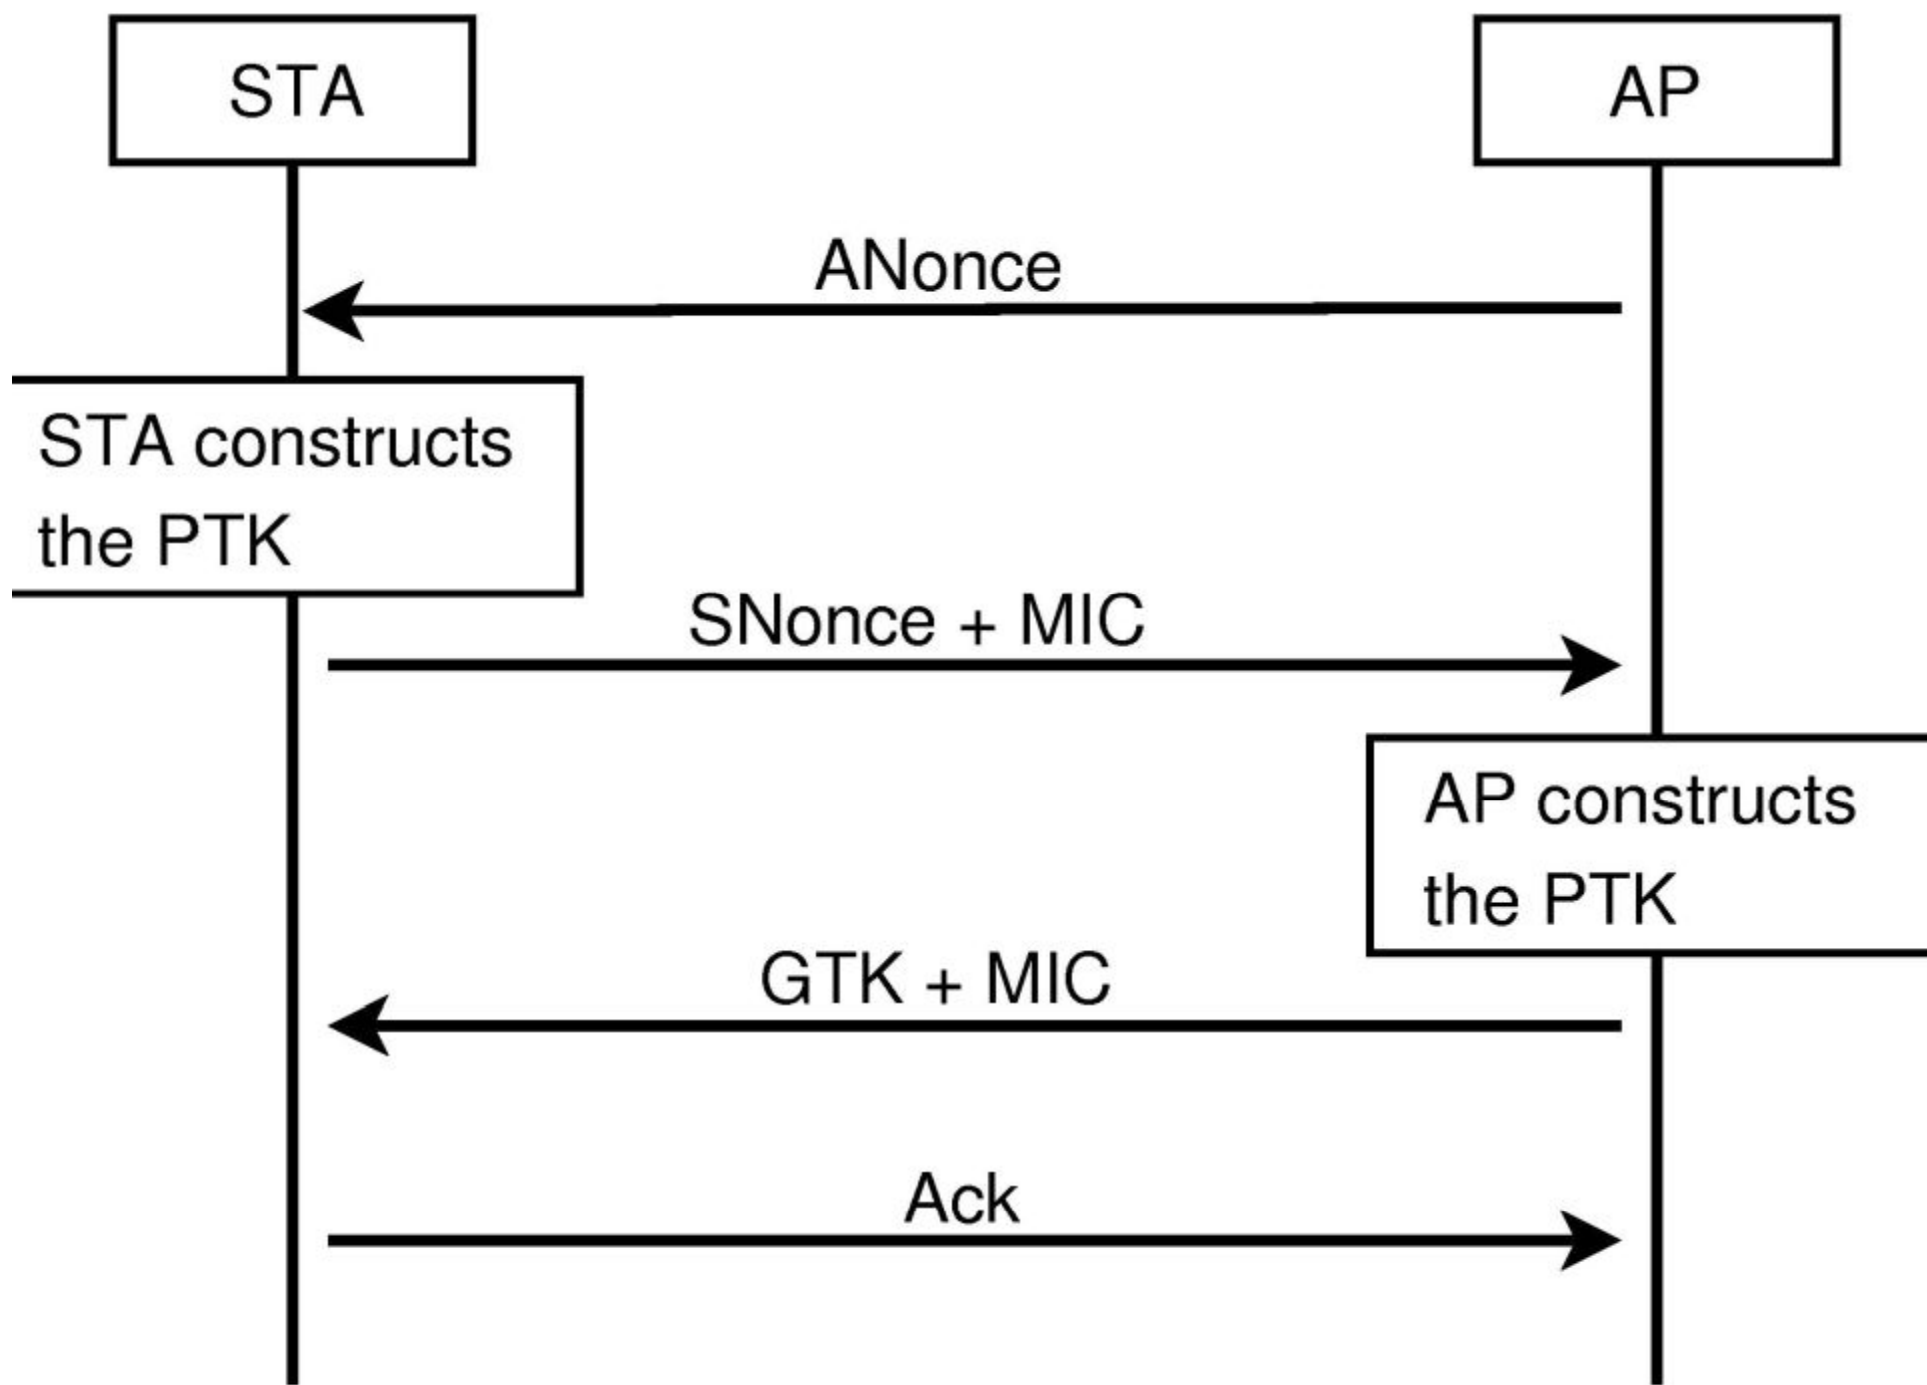 STA
AP
ANonce
STA constructs
the PTK
SNonce + MIC
AP constructs
the PTK
GTK + MIC
Ack